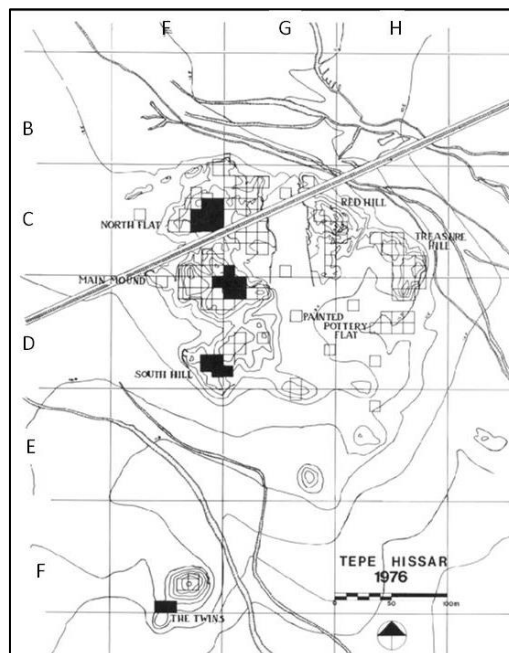 F G H
B
C
RED HILL
NORTH FLAT
TREASURE
HILL
MAIN MOUND
PAINTED
POTTERY
FLAT
D
SOUTH HILL
E
F
TEPE HISSAR
1976
0 50 100m
THE TWINS